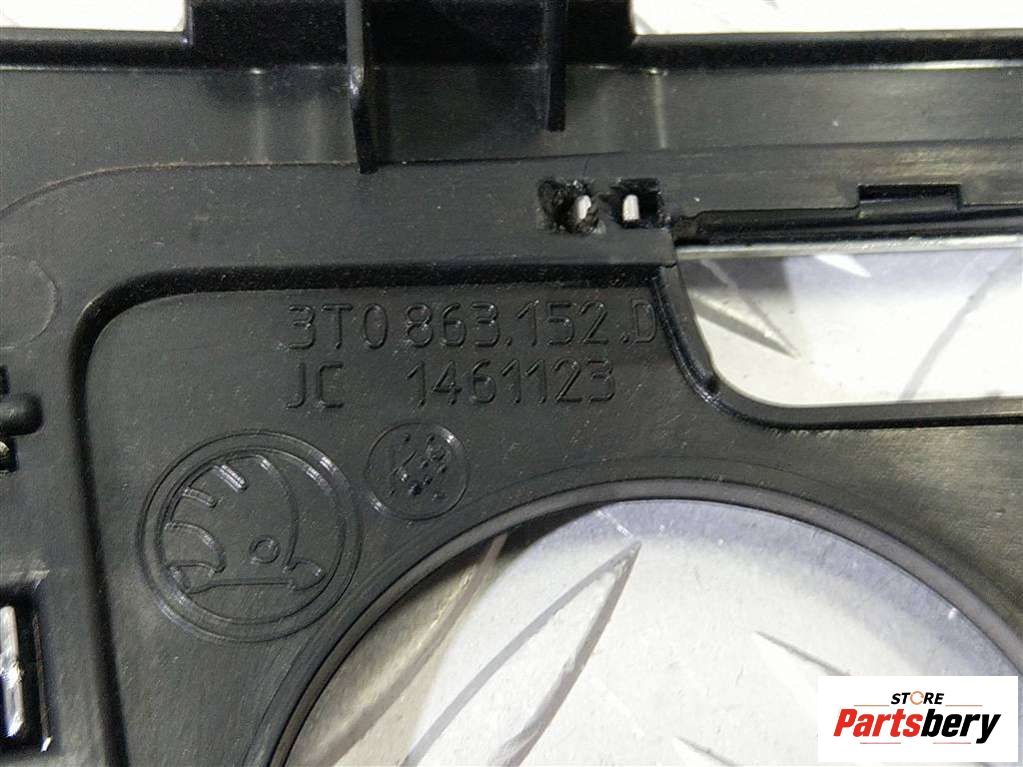 3T0 863.152.D
JC 1461123
STORE
Partsbery